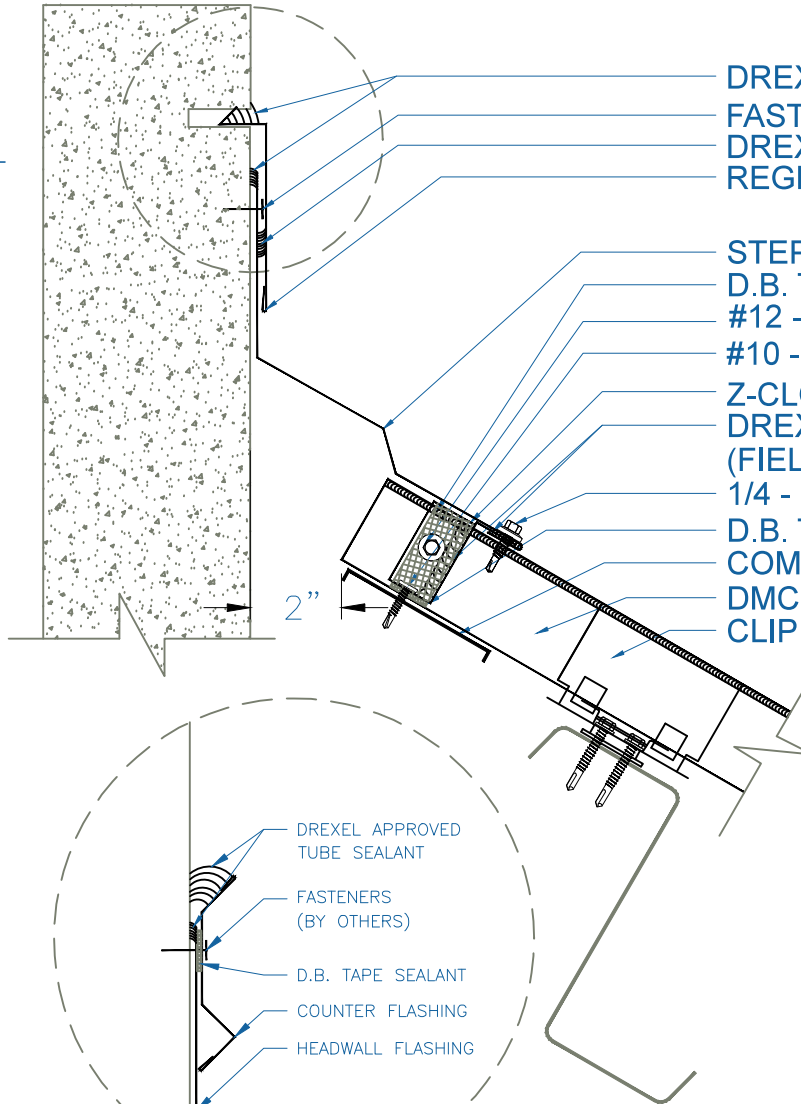 DREX
FAST
DREX
REGI
STEP
D.B. T
#12 -
#10 -
Z-CLO
DREX
(FIEL
1/4 -
D.B. T
COM
DMC
CLIP
2”
DREXEL APPROVED
TUBE SEALANT
FASTENERS
(BY OTHERS)
D.B. TAPE SEALANT
COUNTER FLASHING
HEADWALL FLASHING